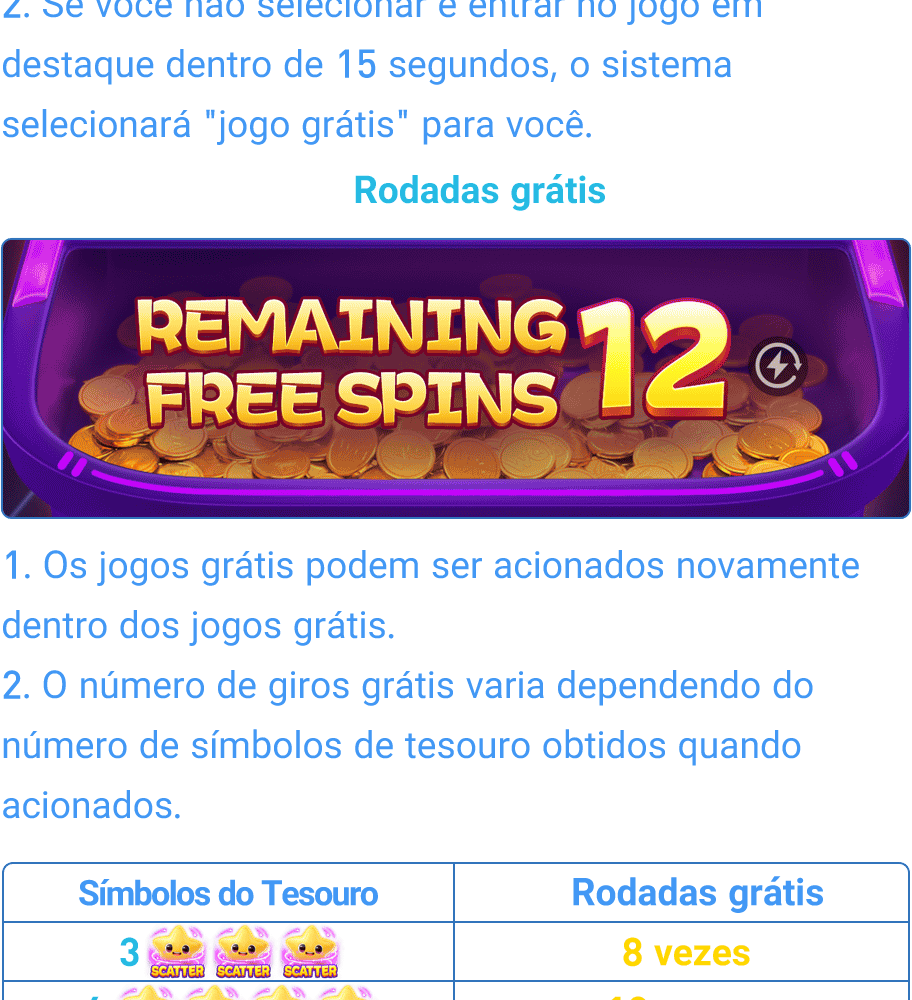 2. Se você não selecionar e entrar no jogo em
destaque dentro de 15 segundos, o sistema
selecionará "jogo grátis" para você.
Rodadas grátis
REMAINING
FREE SPINS 12
1. Os jogos grátis podem ser acionados novamente
dentro dos jogos grátis.
2. O número de giros grátis varia dependendo do
número de símbolos de tesouro obtidos quando
acionados.
Símbolos do Tesouro Rodadas grátis
3 SCATTER SCATTER SCATTER 8 vezes